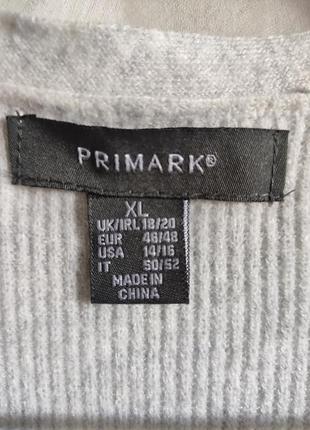 PRIMARK®
XL
UK/IRL 18/20
EUR 46/48
USA 14/16
IT 50/52
MADE IN
CHINA